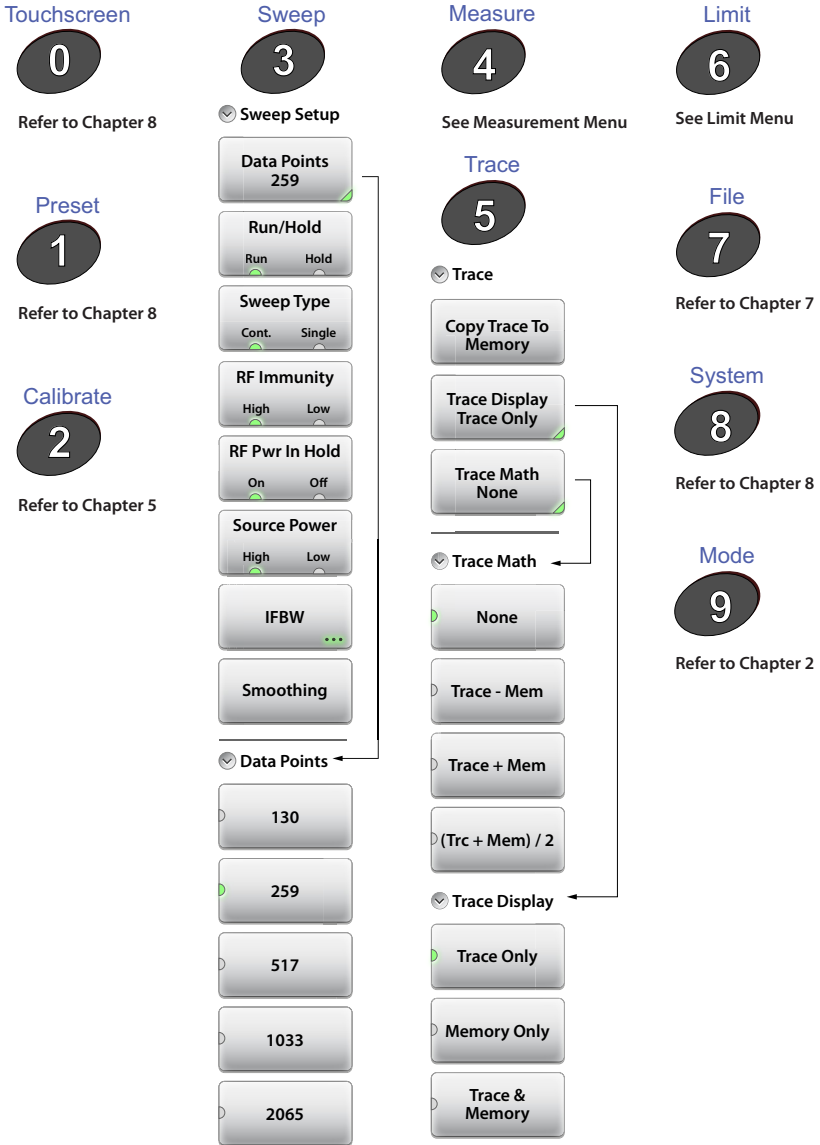 Touchscreen
0
Refer to Chapter 8
Preset
1
Refer to Chapter 8
Calibrate
2
Refer to Chapter 5
Sweep
3
Sweep Setup
Data Points
259
Run/Hold
Run Hold
Sweep Type
Cont. Single
RF Immunity
High Low
RF Pwr In Hold
On Off
Source Power
High Low
IFBW
Smoothing
Data Points
130
259
517
1033
2065
Measure
4
See Measurement Menu
Trace
5
Trace
Copy Trace To
Memory
Trace Display
Trace Only
Trace Math
None
Trace Math
None
Trace - Mem
Trace + Mem
(Trc + Mem) / 2
Trace Display
Trace Only
Memory Only
Trace &
Memory
Limit
6
See Limit Menu
File
7
Refer to Chapter 7
System
8
Refer to Chapter 8
Mode
9
Refer to Chapter 2